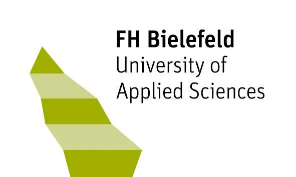 FH Bielefeld
University of
Applied Sciences